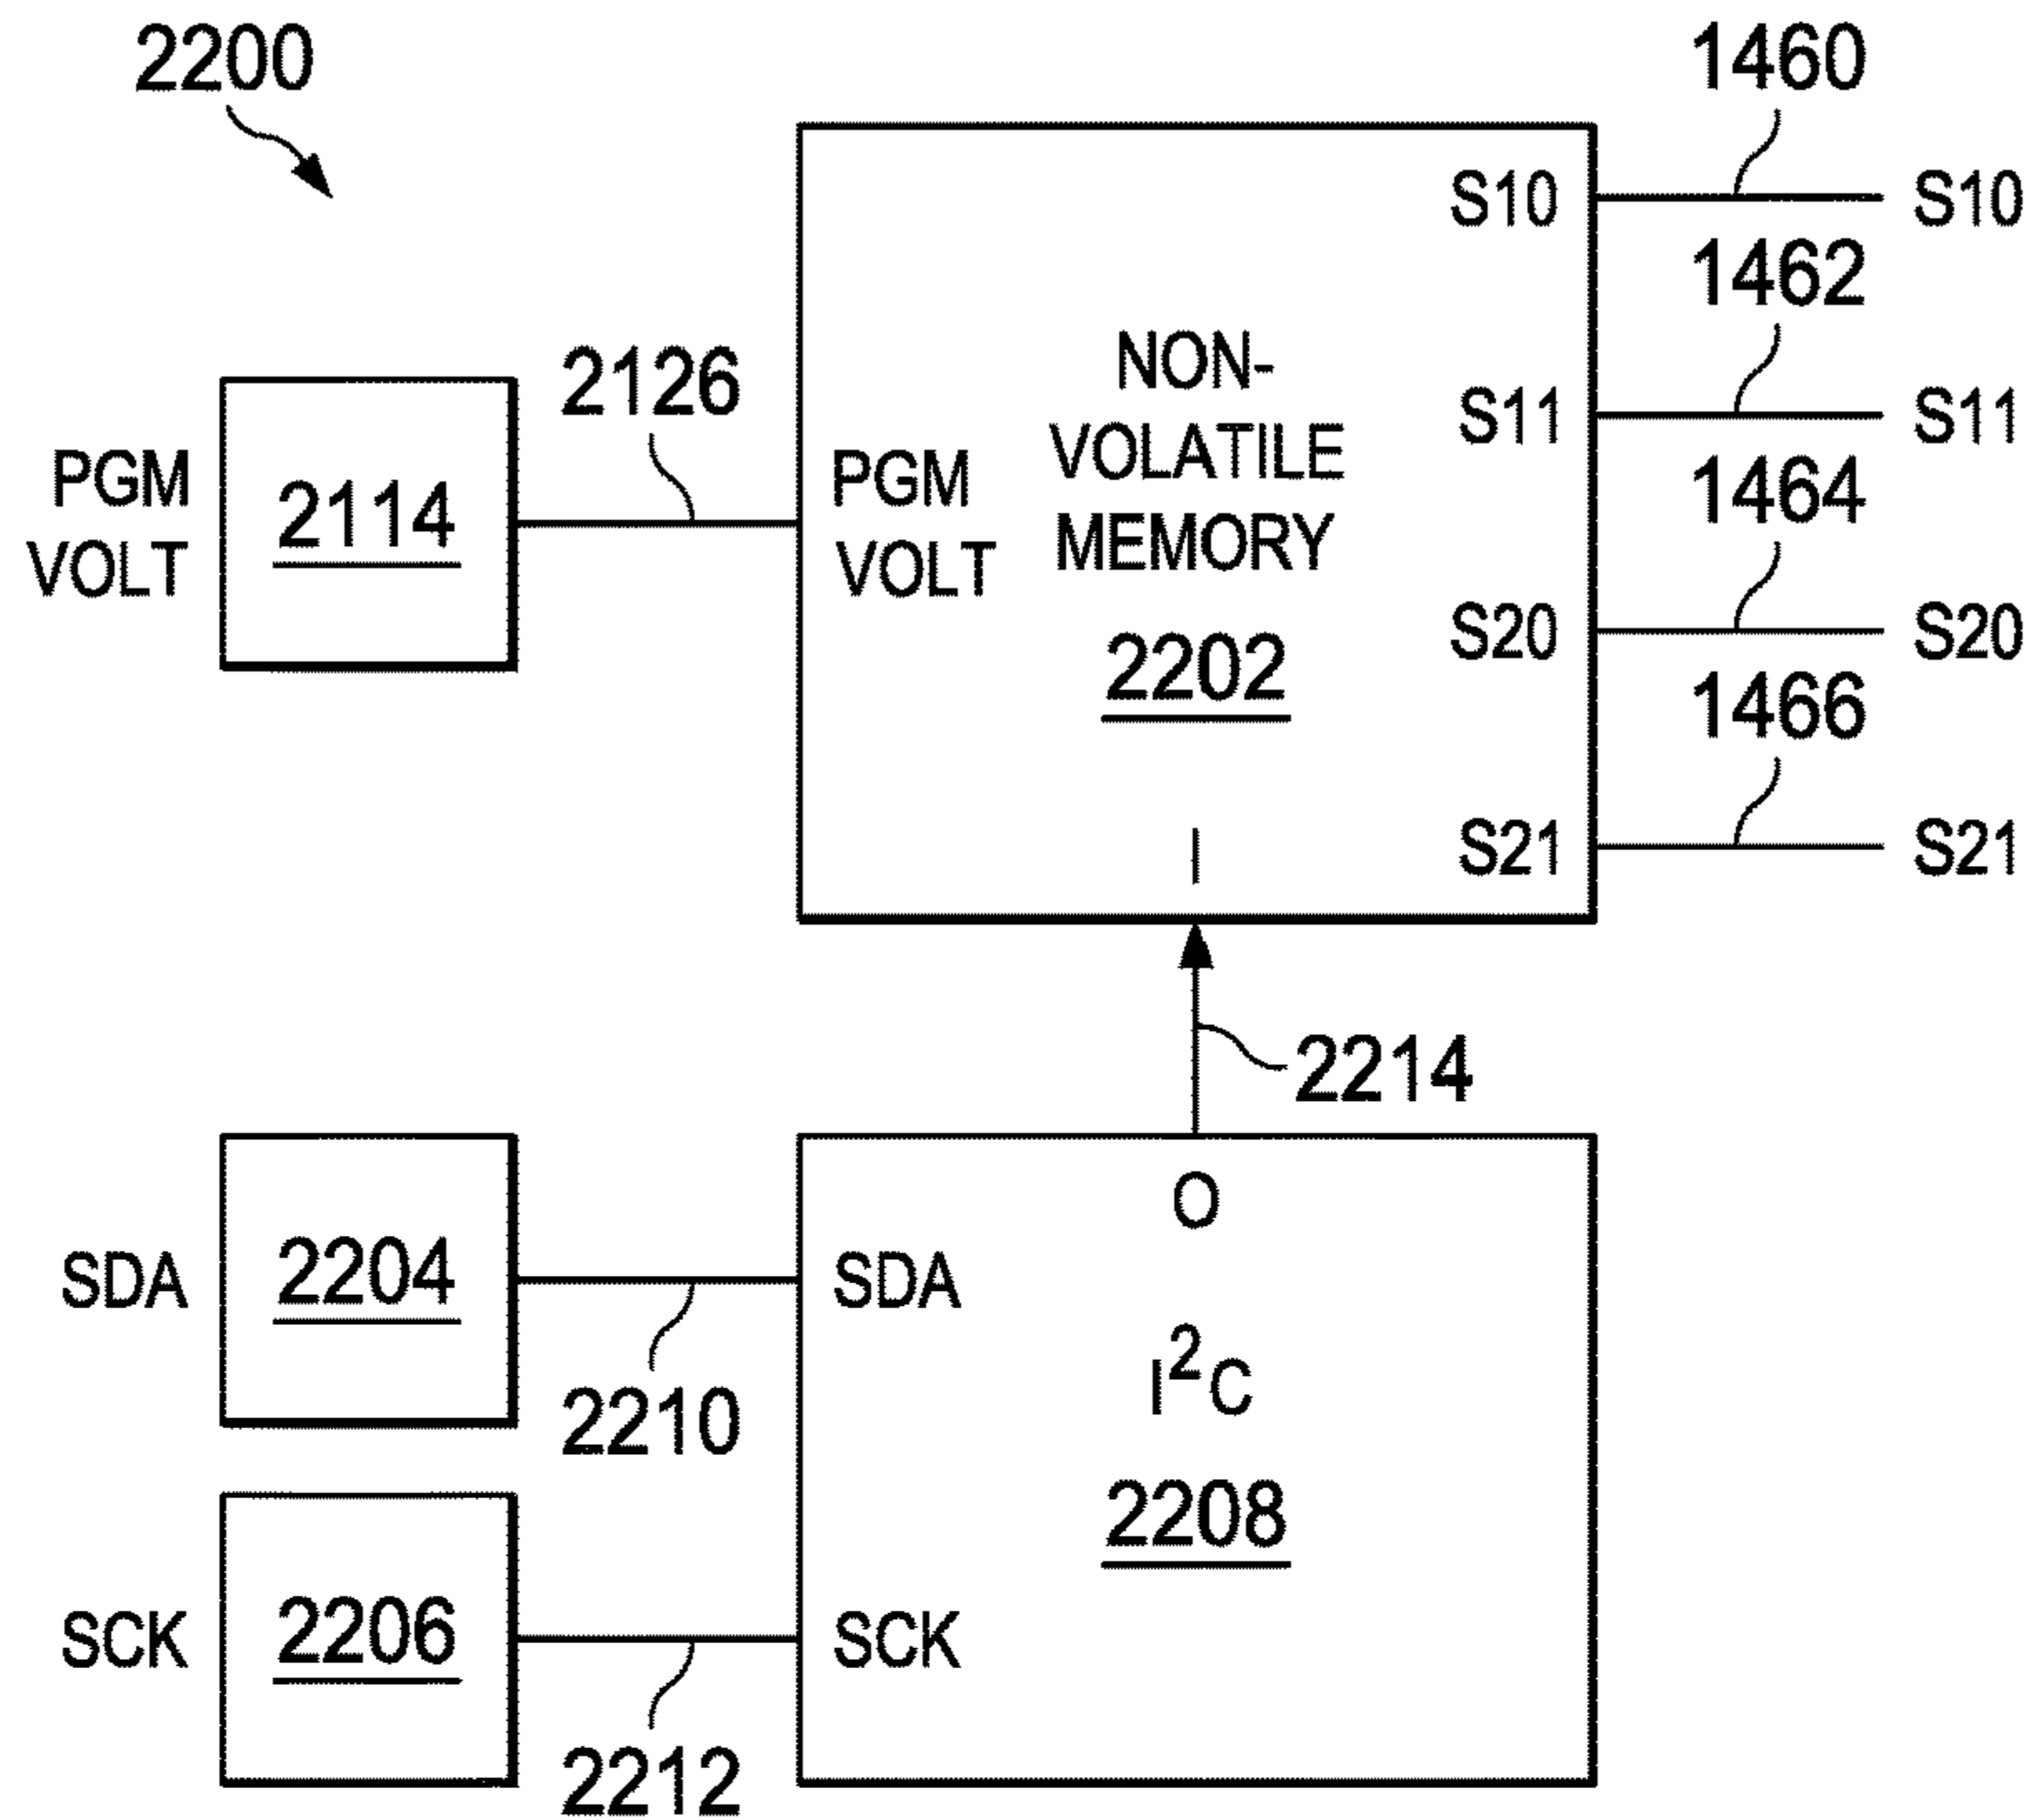 2200
1460
S10
S10
1462
2126
NON-
VOLATILE
MEMORY
S11
S11
PGM
VOLT
2114
PGM
VOLT
1464
2202
S20
S20
1466
I
S21
S21
2214
O
SDA
2204
SDA
I²C
2210
2208
SCK
2206
SCK
2212